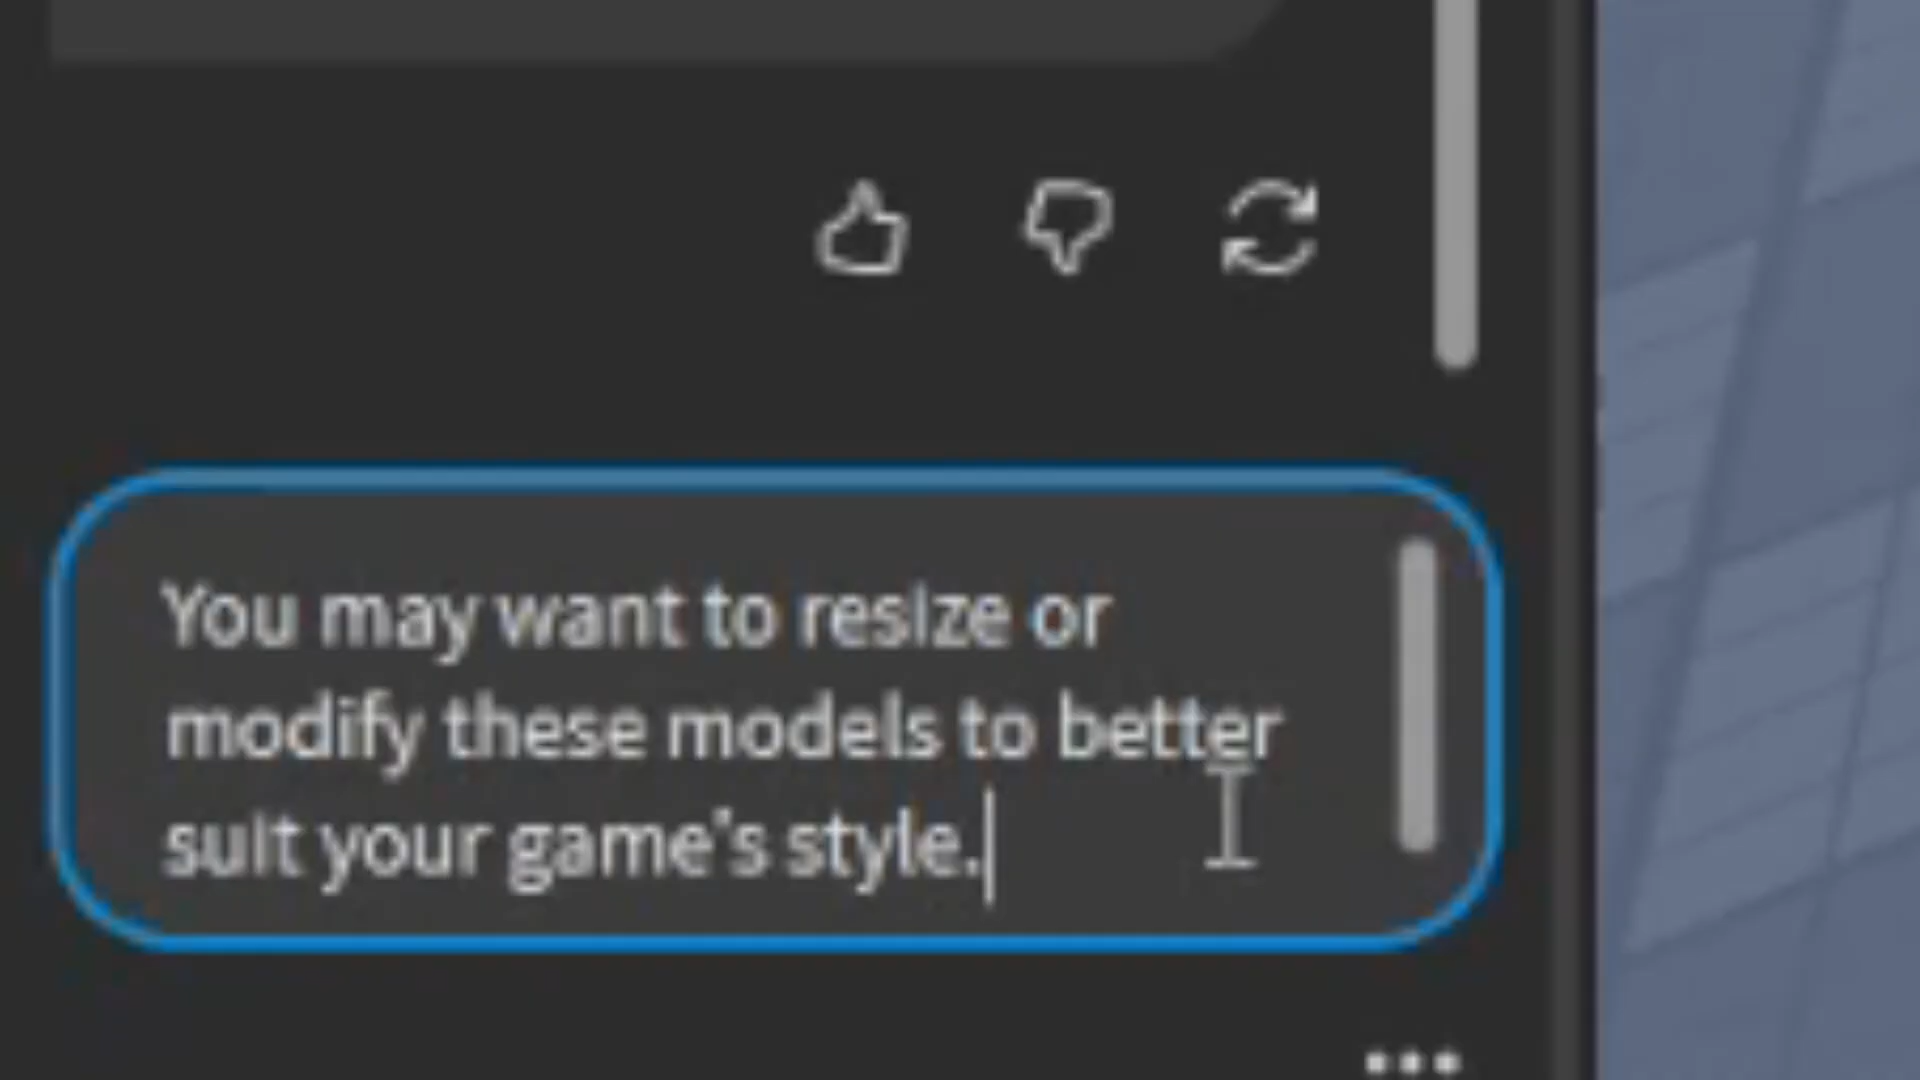 You may want to resize or
modify these models to better
suit your game's style.